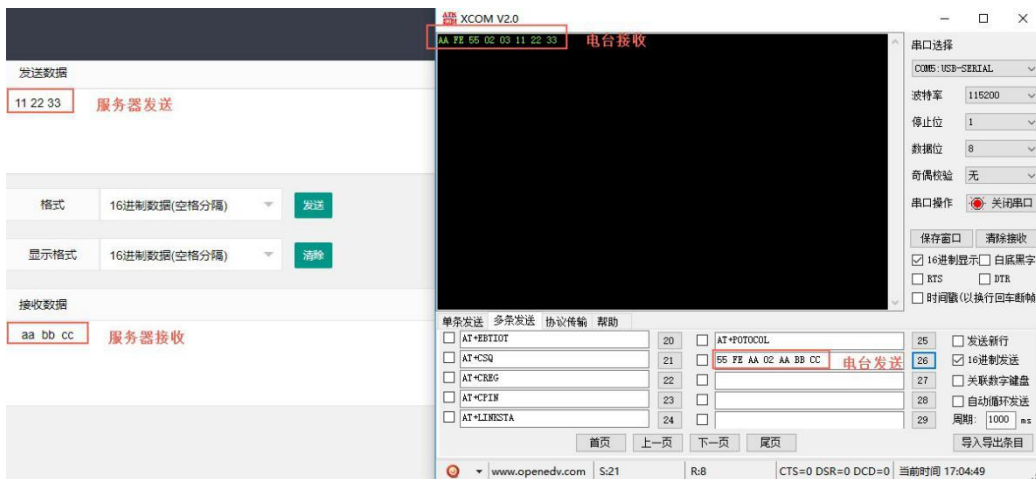 XCOM V2.0
AA FE 55 02 03 11 22 33
电台接收
发送数据
11 22 33
服务器发送
格式
16进制数据(空格分隔)
发送
显示格式
16进制数据(空格分隔)
清除
接收数据
aa bb cc
服务器接收
串口选择
COM5:USB-SERIAL
波特率
115200
停止位
1
数据位
8
奇偶校验
无
串口操作
关闭串口
保存窗口
清除接收
16进制显示
白底黑字
RTS
DTR
时间戳(以换行回车断帧
单条发送
多条发送
协议传输
帮助
AT+EBTIOT
20
AT+POTOCOL
25
发送新行
AT+CSQ
21
55 FE AA 02 AA BB CC
电台发送
26
16进制发送
AT+CREG
22
27
关联数字键盘
AT+CPIN
23
28
自动循环发送
AT+LINESTA
24
29
周期:
1000
ms
首页
上一页
下一页
尾页
导入导出条目
www.openedv.com
S:21
R:8
CTS=0 DSR=0 DCD=0
当前时间 17:04:49